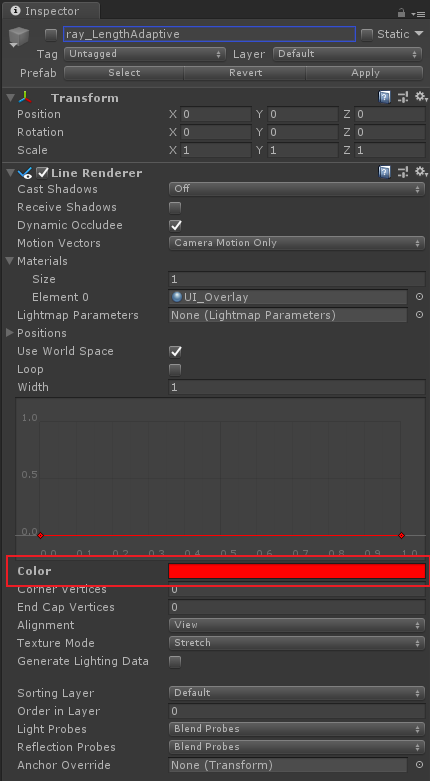 Inspector
ray_LengthAdaptive Static
Tag Untagged Layer Default
Prefab Select Revert Apply
Transform
Position X 0 Y 0 Z 0
Rotation X 0 Y 0 Z 0
Scale X 1 Y 1 Z 1
Line Renderer
Cast Shadows Off
Receive Shadows
Dynamic Occludee
Motion Vectors Camera Motion Only
Materials
Size 1
Element 0 UI_Overlay
Lightmap Parameters None (Lightmap Parameters)
Positions
Use World Space
Loop
Width 1
1.0
0.5
0.0
0.0 0.1 0.2 0.3 0.4 0.5 0.6 0.7 0.8 0.9 1.0
Color
Corner Vertices 0
End Cap Vertices 0
Alignment View
Texture Mode Stretch
Generate Lighting Data
Sorting Layer Default
Order in Layer 0
Light Probes Blend Probes
Reflection Probes Blend Probes
Anchor Override None (Transform)